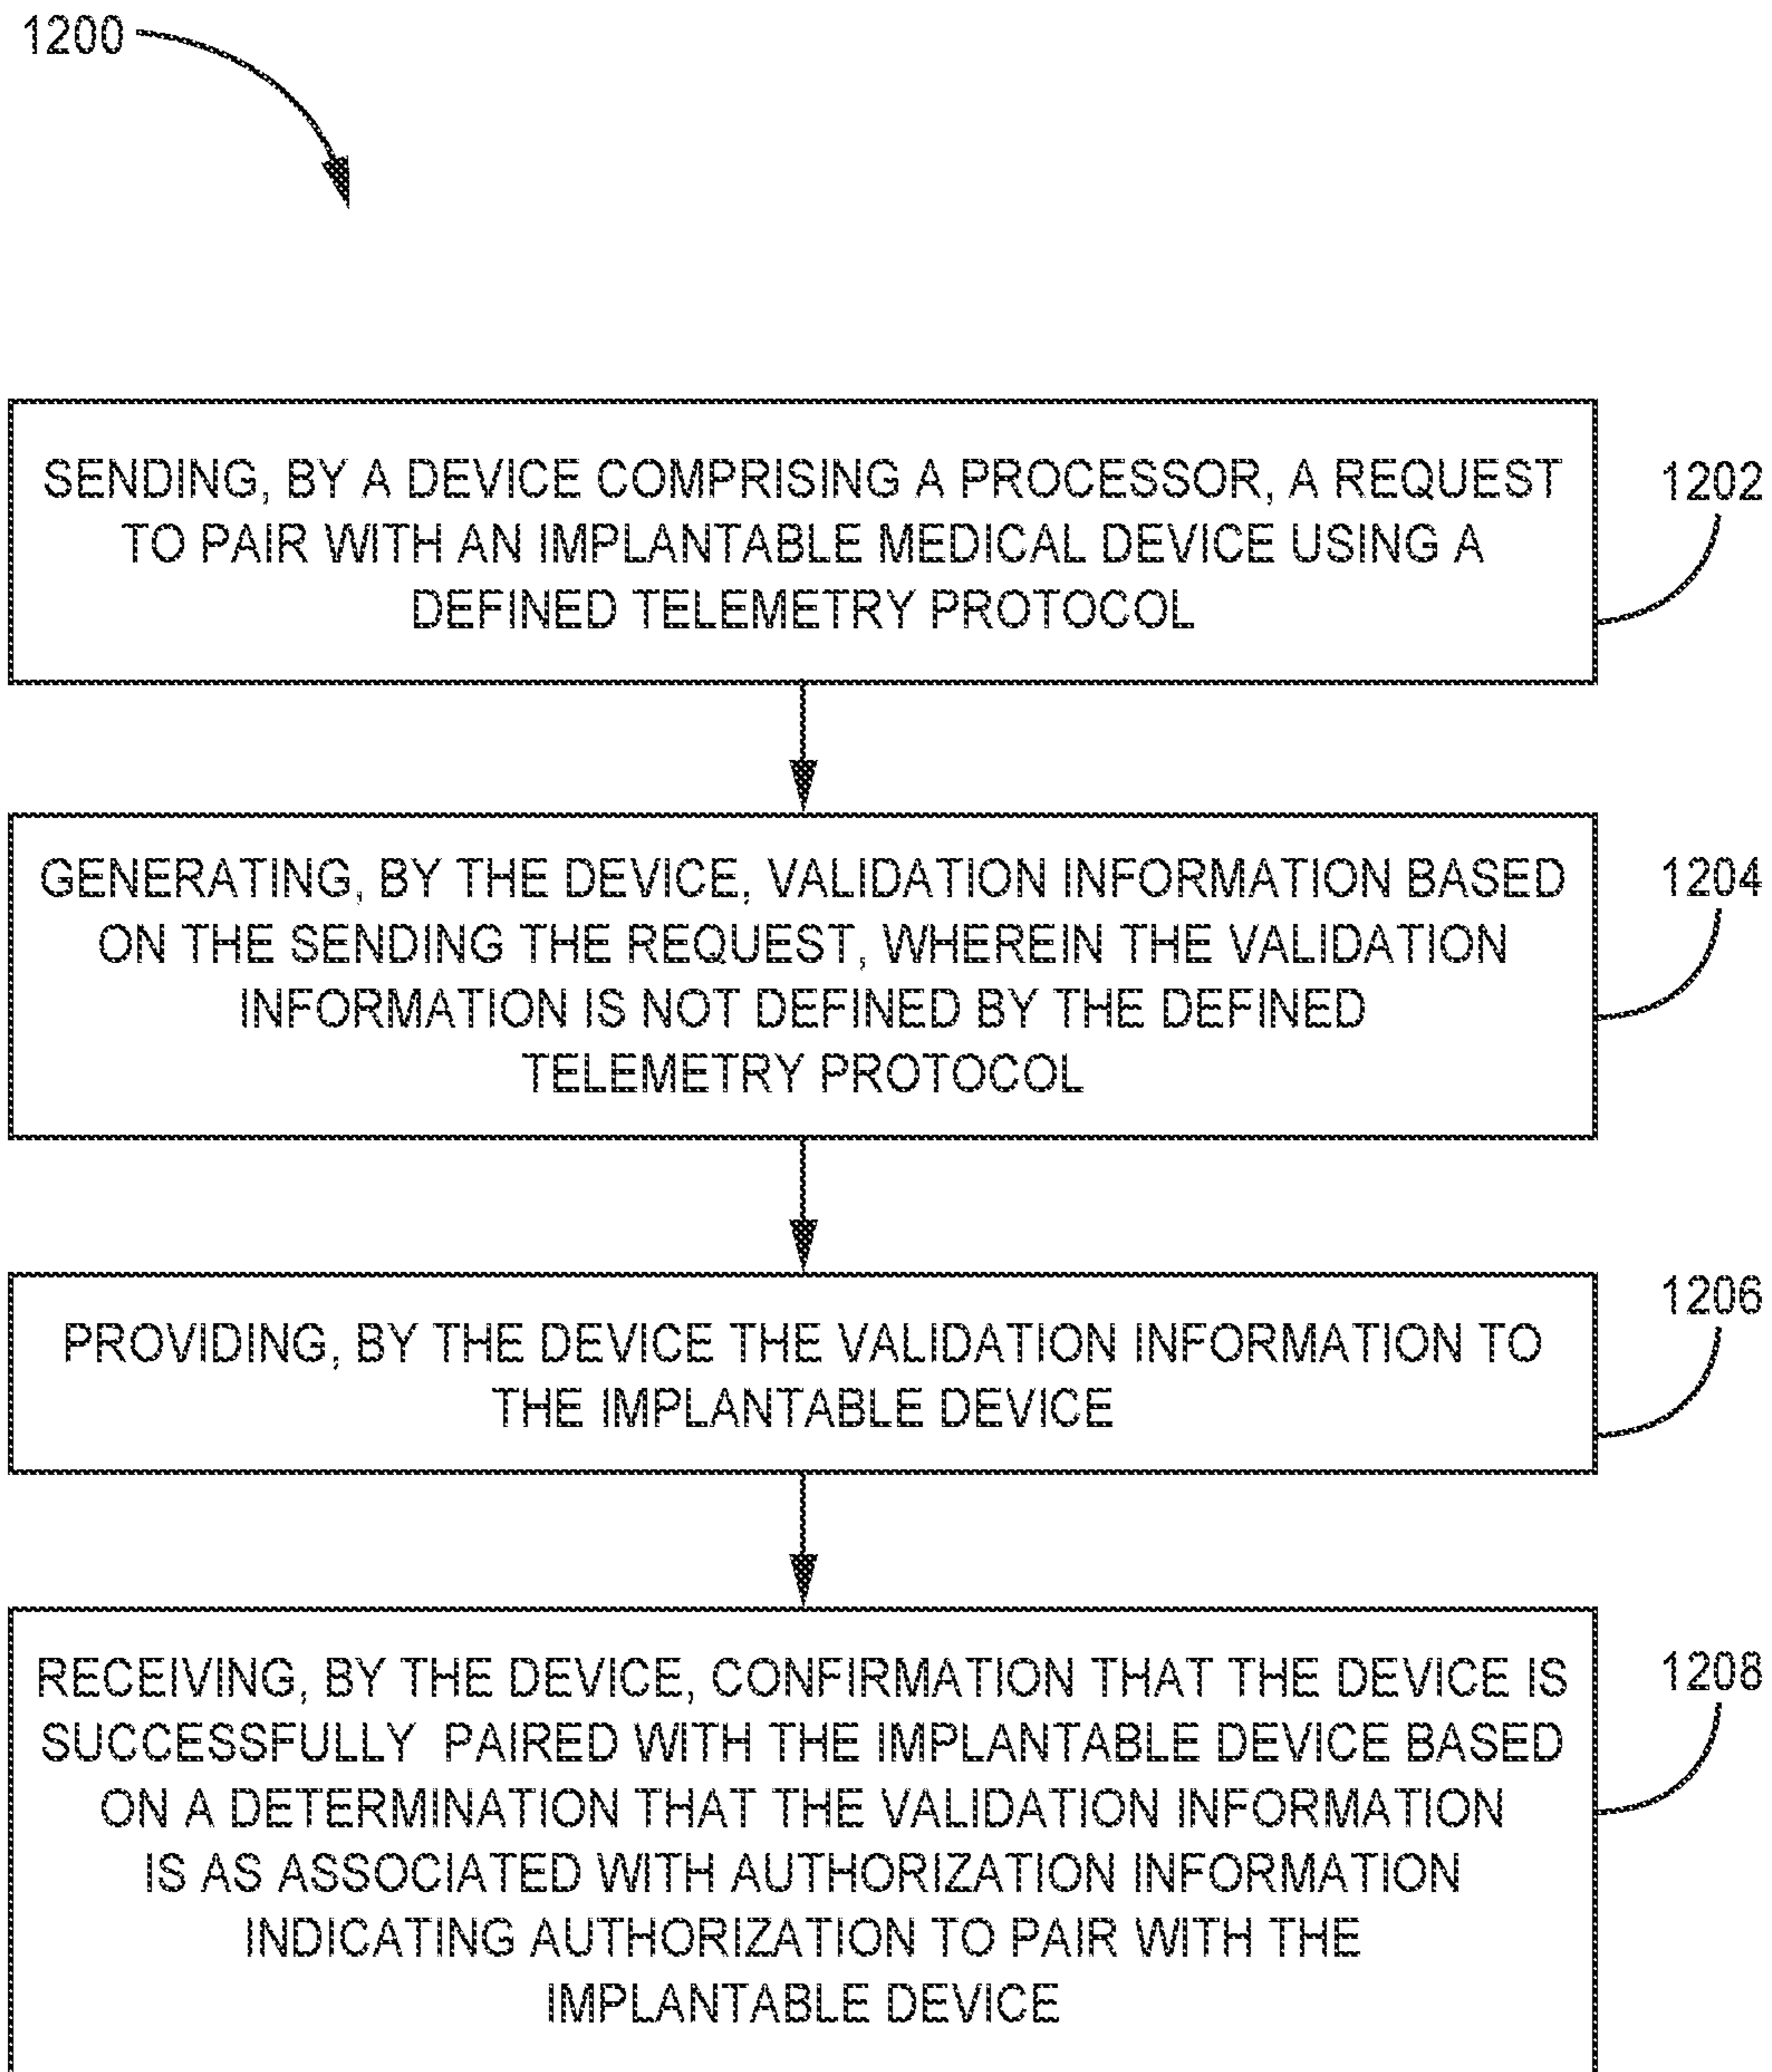 1200
SENDING, BY A DEVICE COMPRISING A PROCESSOR, A REQUEST
TO PAIR WITH AN IMPLANTABLE MEDICAL DEVICE USING A
DEFINED TELEMETRY PROTOCOL
1202
GENERATING, BY THE DEVICE, VALIDATION INFORMATION BASED
ON THE SENDING THE REQUEST, WHEREIN THE VALIDATION
INFORMATION IS NOT DEFINED BY THE DEFINED
TELEMETRY PROTOCOL
1204
PROVIDING, BY THE DEVICE THE VALIDATION INFORMATION TO
THE IMPLANTABLE DEVICE
1206
RECEIVING, BY THE DEVICE, CONFIRMATION THAT THE DEVICE IS
SUCCESSFULLY PAIRED WITH THE IMPLANTABLE DEVICE BASED
ON A DETERMINATION THAT THE VALIDATION INFORMATION
IS AS ASSOCIATED WITH AUTHORIZATION INFORMATION
INDICATING AUTHORIZATION TO PAIR WITH THE
IMPLANTABLE DEVICE
1208